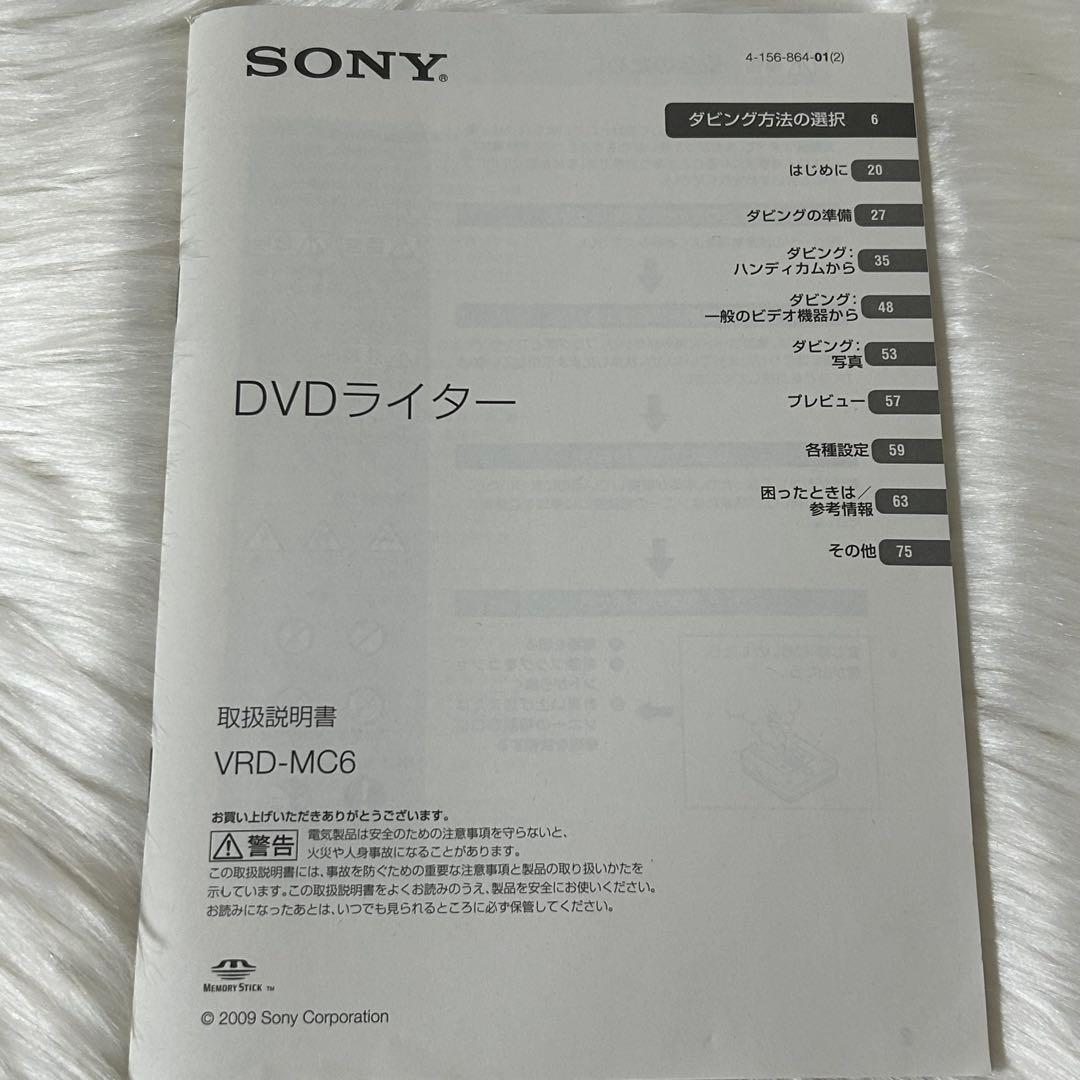 SONY®
4-156-864-01(2)
ダビング方法の選択 6
はじめに 20
ダビングの準備 27
ダビング：
ハンディカムから 35
ダビング：
一般のビデオ機器から 48
ダビング：
写真 53
プレビュー 57
各種設定 59
困ったときは／
参考情報 63
その他 75
DVDライター
取扱説明書
VRD-MC6
お買い上げいただきありがとうございます。
警告 電気製品は安全のための注意事項を守らないと、
火災や人身事故になることがあります。
この取扱説明書には、事故を防ぐための重要な注意事項と製品の取り扱いかたを
示しています。この取扱説明書をよくお読みのうえ、製品を安全にお使いください。
お読みになったあとは、いつでも見られるところに必ず保管してください。
MEMORY STICK TM
© 2009 Sony Corporation